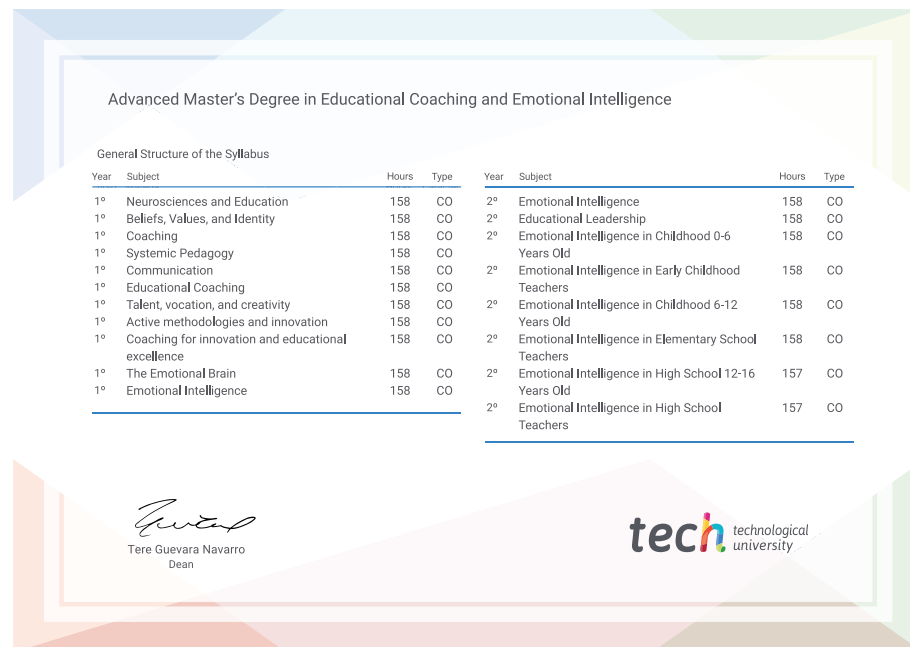 Advanced Master's Degree in Educational Coaching and Emotional Intelligence
General Structure of the Syllabus
Year Subject Hours Type
1º Neurosciences and Education 158 CO
1º Beliefs, Values, and Identity 158 CO
1º Coaching 158 CO
1º Systemic Pedagogy 158 CO
1º Communication 158 CO
1º Educational Coaching 158 CO
1º Talent, vocation, and creativity 158 CO
1º Active methodologies and innovation 158 CO
1º Coaching for innovation and educational 158 CO
excellence
1º The Emotional Brain 158 CO
1º Emotional Intelligence 158 CO
Year Subject Hours Type
2º Emotional Intelligence 158 CO
2º Educational Leadership 158 CO
2º Emotional Intelligence in Childhood 0-6 158 CO
Years Old
2º Emotional Intelligence in Early Childhood 158 CO
Teachers
2º Emotional Intelligence in Childhood 6-12 158 CO
Years Old
2º Emotional Intelligence in Elementary School 158 CO
Teachers
2º Emotional Intelligence in High School 12-16 157 CO
Years Old
2º Emotional Intelligence in High School 157 CO
Teachers
Tere Guevara Navarro
Dean
tech technological
university